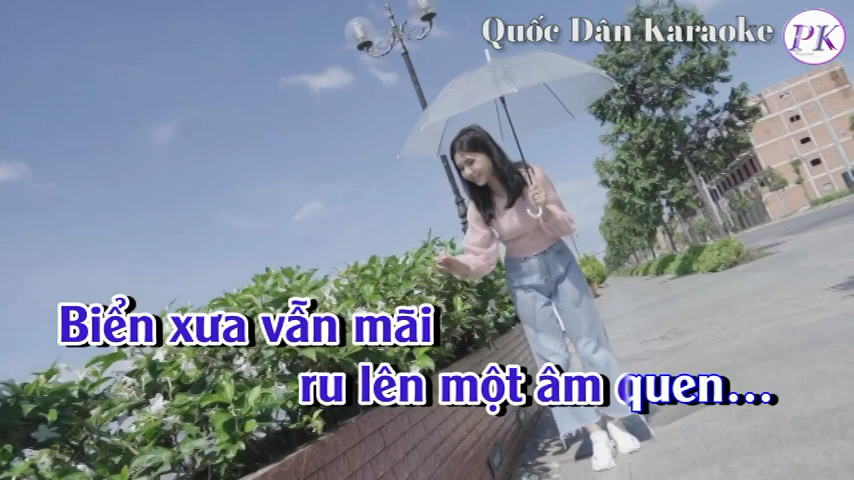 Quốc Dân Karaoke
PK
Biển xưa vẫn mãi
ru lên một âm quen...